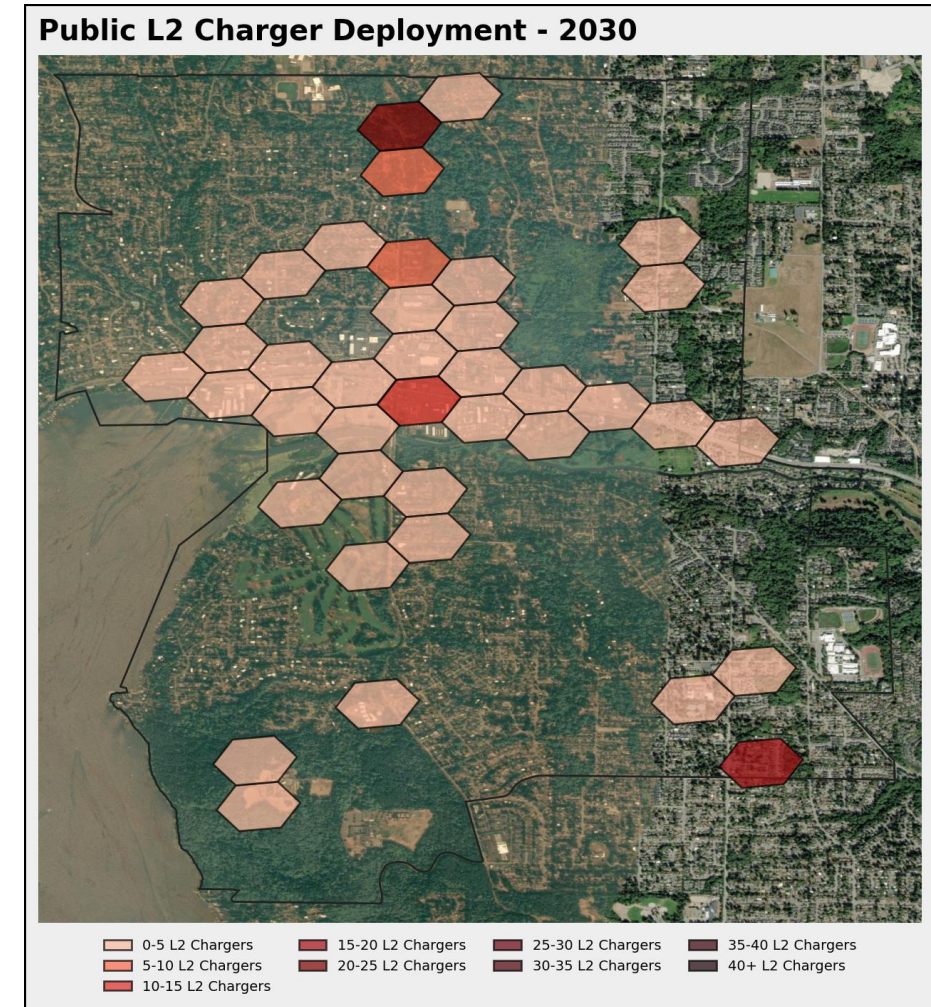 Public L2 Charger Deployment - 2030
0-5 L2 Chargers
5-10 L2 Chargers
10-15 L2 Chargers
15-20 L2 Chargers
20-25 L2 Chargers
25-30 L2 Chargers
30-35 L2 Chargers
35-40 L2 Chargers
40+ L2 Chargers